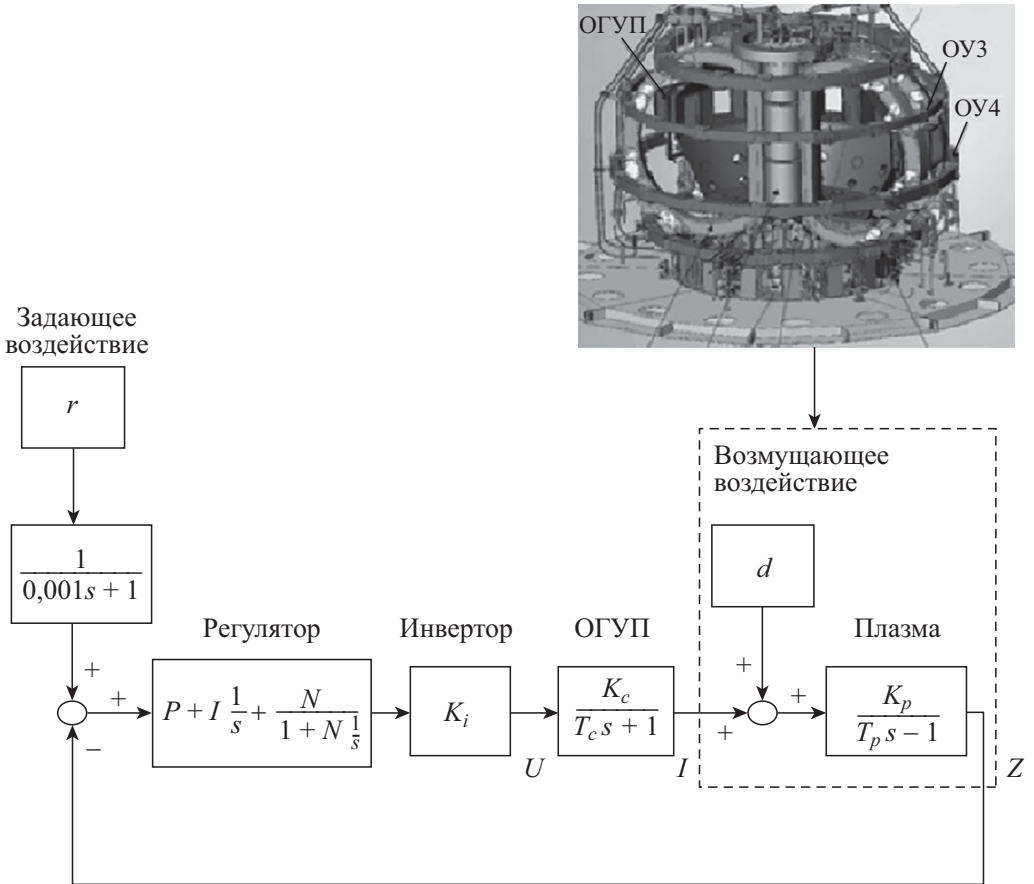 ОГУП
ОУ3
ОУ4
Задающее
воздействие
r
1
0,001s + 1
+
+
−
Регулятор
P + I 1/s + N/(1 + N 1/s)
Инвертор
K_i
U
ОГУП
K_c
T_c s + 1
I
Возмущающее
воздействие
d
+
+
+
Плазма
K_p
T_p s − 1
Z